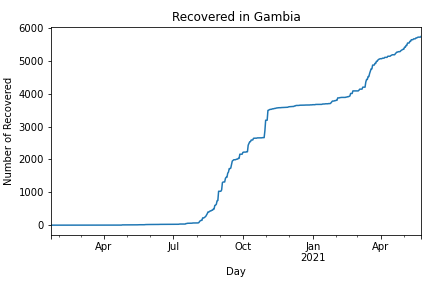 Recovered in Gambia
Number of Recovered
6000
5000
4000
3000
2000
1000
0
Apr
Jul
Oct
Jan
2021
Apr
Day